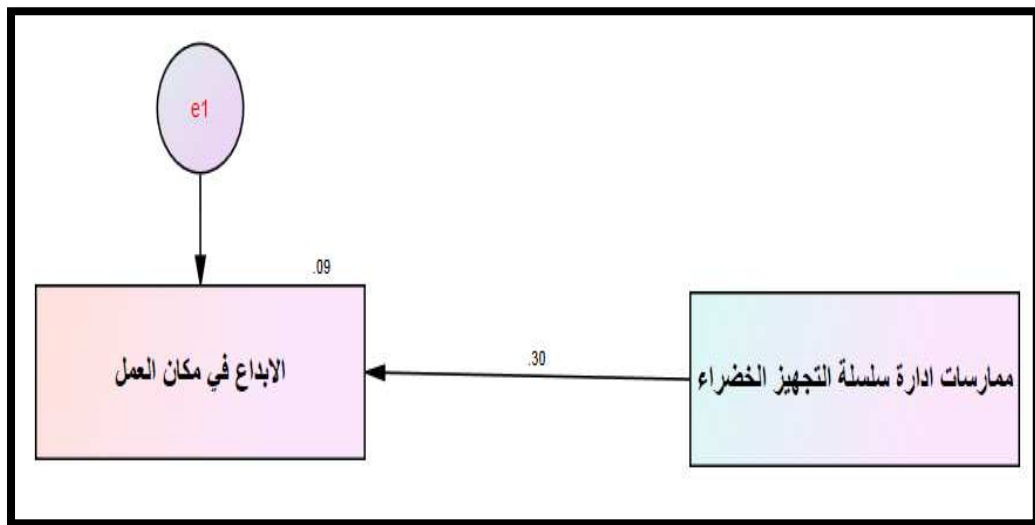 e1
.09
.30
الابداع في مكان العمل
ممارسات ادارة سلسلة التجهيز الخضراء